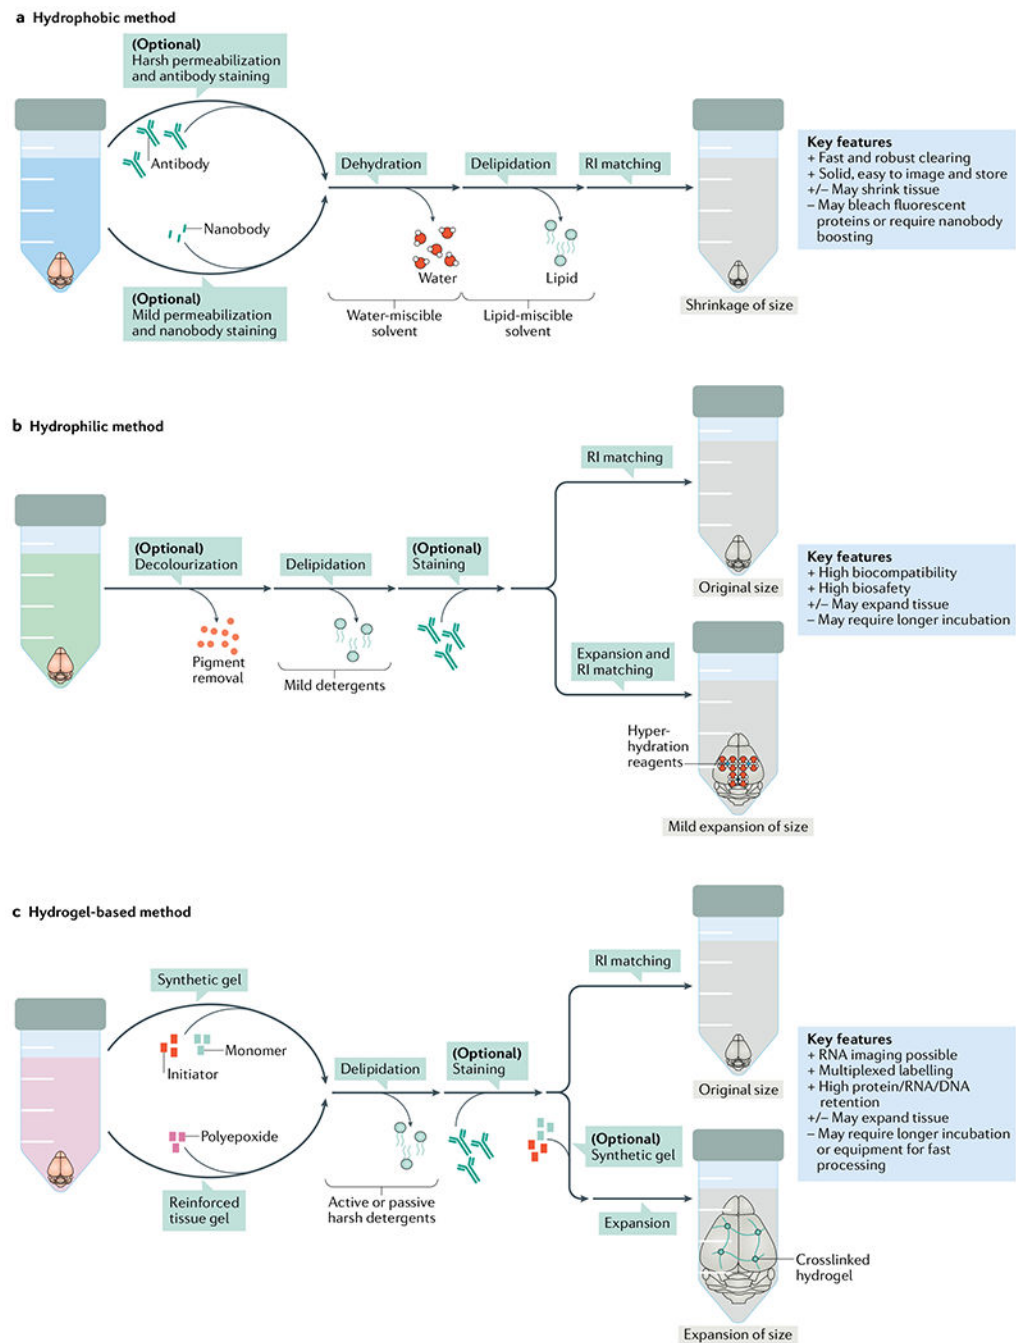 a Hydrophobic method
(Optional)
Harsh permeabilization
and antibody staining
Antibody
Nanobody
(Optional)
Mild permeabilization
and nanobody staining
Dehydration
Delipidation
RI matching
Water
Lipid
Water-miscible
solvent
Lipid-miscible
solvent
Shrinkage of size
Key features
+ Fast and robust clearing
+ Solid, easy to image and store
+/– May shrink tissue
– May bleach fluorescent
proteins or require nanobody
boosting
b Hydrophilic method
(Optional)
Decolourization
Pigment
removal
Delipidation
Mild detergents
(Optional)
Staining
RI matching
Original size
Expansion and
RI matching
Hyper-
hydration
reagents
Mild expansion of size
Key features
+ High biocompatibility
+ High biosafety
+/– May expand tissue
– May require longer incubation
c Hydrogel-based method
Synthetic gel
Initiator
Monomer
Polyepoxide
Reinforced
tissue gel
Delipidation
Active or passive
harsh detergents
(Optional)
Staining
RI matching
Original size
(Optional)
Synthetic gel
Expansion
Crosslinked
hydrogel
Expansion of size
Key features
+ RNA imaging possible
+ Multiplexed labelling
+ High protein/RNA/DNA
retention
+/– May expand tissue
– May require longer incubation
or equipment for fast
processing